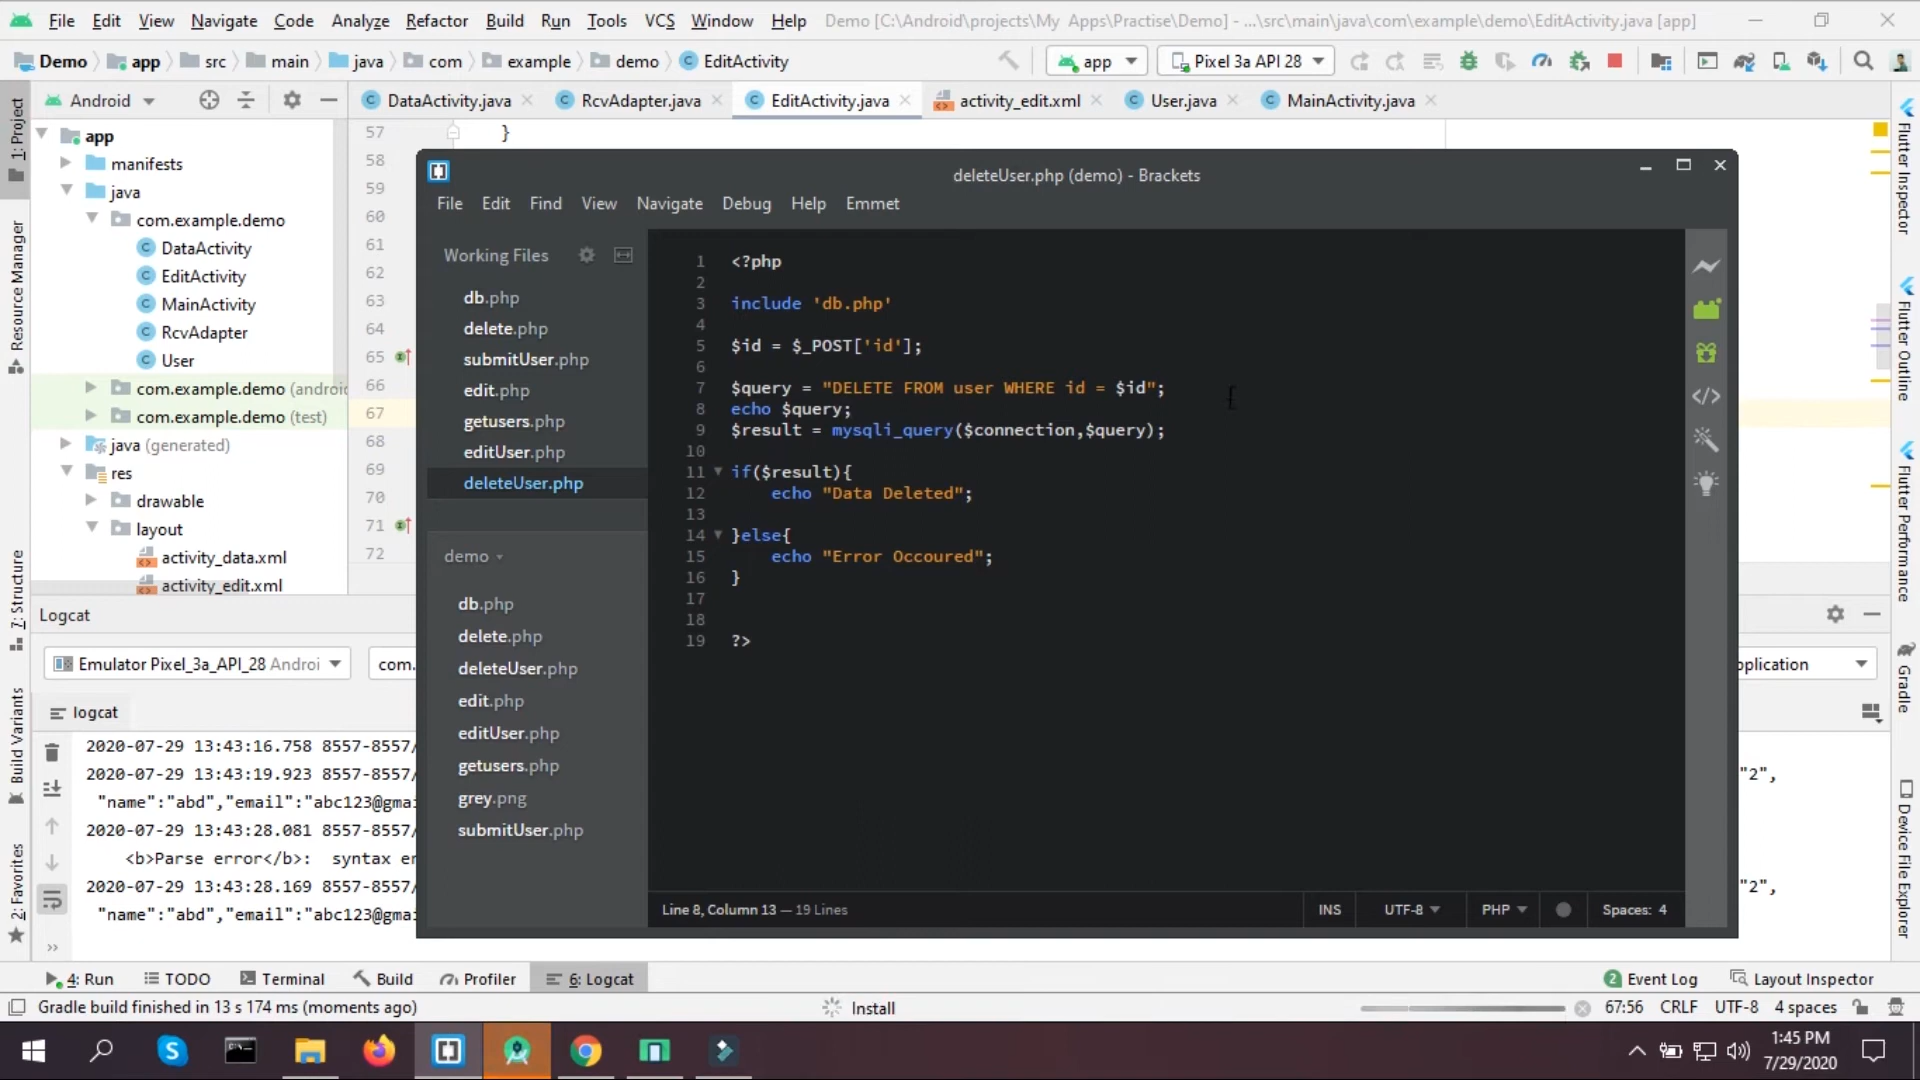 File Edit View Navigate Code Analyze Refactor Build Run Tools VCS Window Help Demo [C:\Android\projects\My Apps\Practise\Demo] - ...\src\main\java\com\example\demo\EditActivity.java [app]
Demo app src main java com example demo EditActivity app Pixel 3a API 28
Android DataActivity.java RcvAdapter.java EditActivity.java activity_edit.xml User.java MainActivity.java
1: Project
Resource Manager
7: Structure
Build Variants
2: Favorites
app
manifests
java
com.example.demo
DataActivity
EditActivity
MainActivity
RcvAdapter
User
com.example.demo (android
com.example.demo (test)
java (generated)
res
drawable
layout
activity_data.xml
activity_edit.xml
57 }
58
59
60
61
62
63
64
65
66
67
68
69
70
71
72
deleteUser.php (demo) - Brackets
File Edit Find View Navigate Debug Help Emmet
Working Files
db.php
delete.php
submitUser.php
edit.php
getusers.php
editUser.php
deleteUser.php
demo
db.php
delete.php
deleteUser.php
edit.php
editUser.php
getusers.php
grey.png
submitUser.php
1 <?php
2
3 include 'db.php'
4
5 $id = $_POST['id'];
6
7 $query = "DELETE FROM user WHERE id = $id";
8 echo $query;
9 $result = mysqli_query($connection,$query);
10
11 if($result){
12 echo "Data Deleted";
13
14 }else{
15 echo "Error Occoured";
16 }
17
18
19 ?>
Line 8, Column 13 — 19 Lines INS UTF-8 PHP Spaces: 4
Flutter Inspector
Flutter Outline
Flutter Performance
Gradle
Device File Explorer
Logcat
Emulator Pixel_3a_API_28 Androi com. pplication
logcat
2020-07-29 13:43:16.758 8557-8557/
2020-07-29 13:43:19.923 8557-8557/ "2",
"name":"abd","email":"abc123@gma
2020-07-29 13:43:28.081 8557-8557/
<b>Parse error</b>: syntax er
2020-07-29 13:43:28.169 8557-8557/ "2",
"name":"abd","email":"abc123@gma
4: Run TODO Terminal Build Profiler 6: Logcat 2 Event Log Layout Inspector
Gradle build finished in 13 s 174 ms (moments ago) Install 67:56 CRLF UTF-8 4 spaces
1:45 PM
7/29/2020